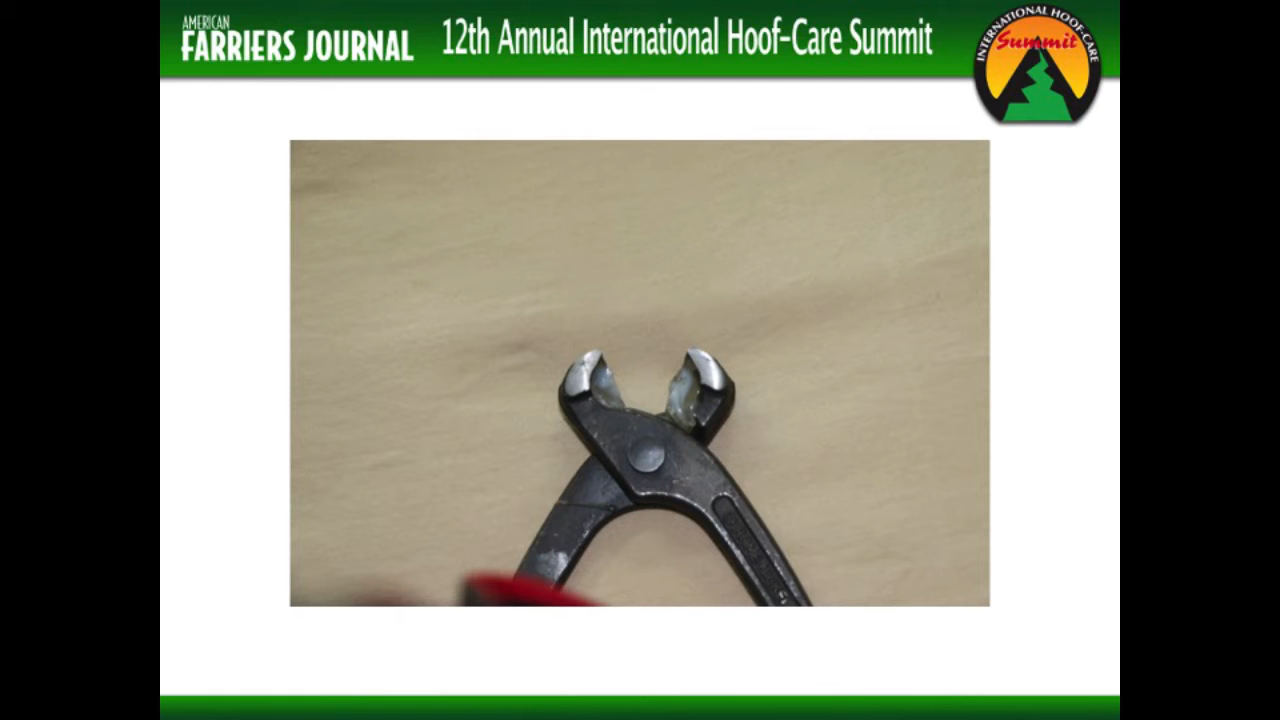 AMERICAN
FARRIERS JOURNAL
12th Annual International Hoof-Care Summit
INTERNATIONAL HOOF-CARE
Summit